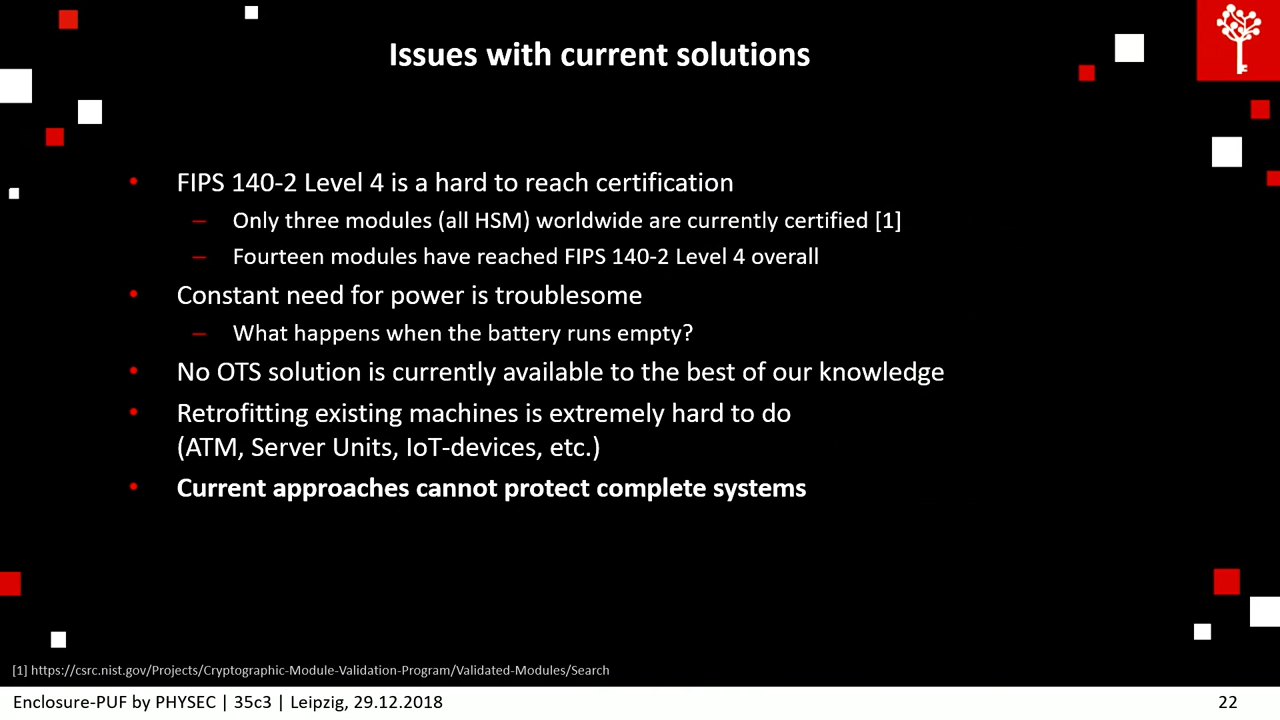 Issues with current solutions
• FIPS 140-2 Level 4 is a hard to reach certification
– Only three modules (all HSM) worldwide are currently certified [1]
– Fourteen modules have reached FIPS 140-2 Level 4 overall
• Constant need for power is troublesome
– What happens when the battery runs empty?
• No OTS solution is currently available to the best of our knowledge
• Retrofitting existing machines is extremely hard to do
(ATM, Server Units, IoT-devices, etc.)
• Current approaches cannot protect complete systems
[1] https://csrc.nist.gov/Projects/Cryptographic-Module-Validation-Program/Validated-Modules/Search
Enclosure-PUF by PHYSEC | 35c3 | Leipzig, 29.12.2018
22